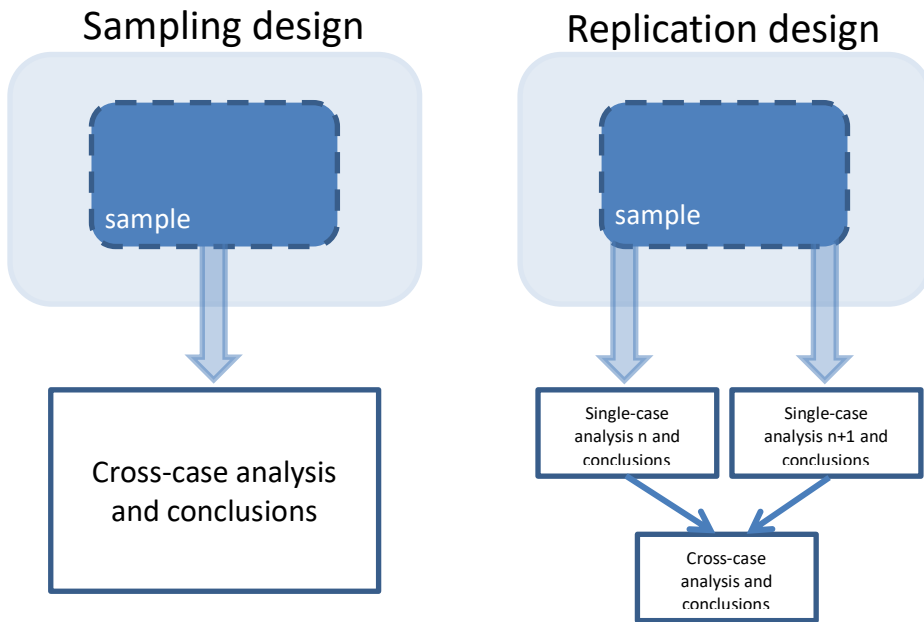 Sampling design
sample
Cross-case analysis
and conclusions
Replication design
sample
Single-case
analysis n and
conclusions
Single-case
analysis n+1 and
conclusions
Cross-case
analysis and
conclusions